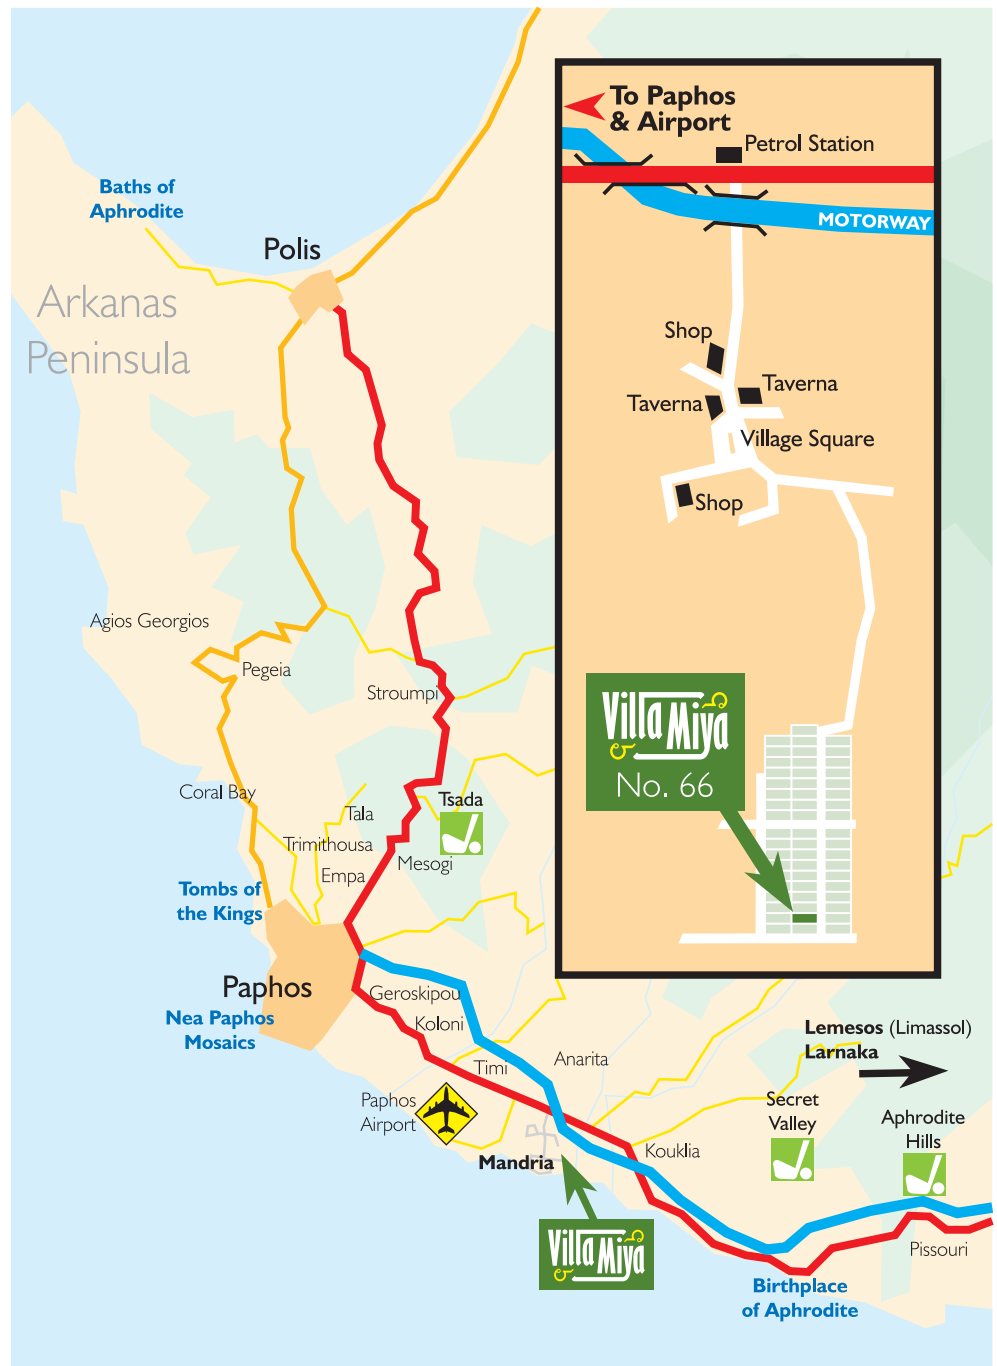 To Paphos
& Airport
Petrol Station
MOTORWAY
Shop
Taverna
Taverna
Village Square
Shop
Villa Miya
No. 66
Baths of
Aphrodite
Polis
Arkanas
Peninsula
Agios Georgios
Pegeia
Stroumpi
Coral Bay
Tala
Tsada
Trimithousa
Mesogi
Empa
Tombs of
the Kings
Paphos
Nea Paphos
Mosaics
Geroskipou
Koloni
Timi
Anarita
Paphos
Airport
Mandria
Kouklia
Lemesos (Limassol)
Larnaka
Secret
Valley
Aphrodite
Hills
Villa Miya
Pissouri
Birthplace
of Aphrodite